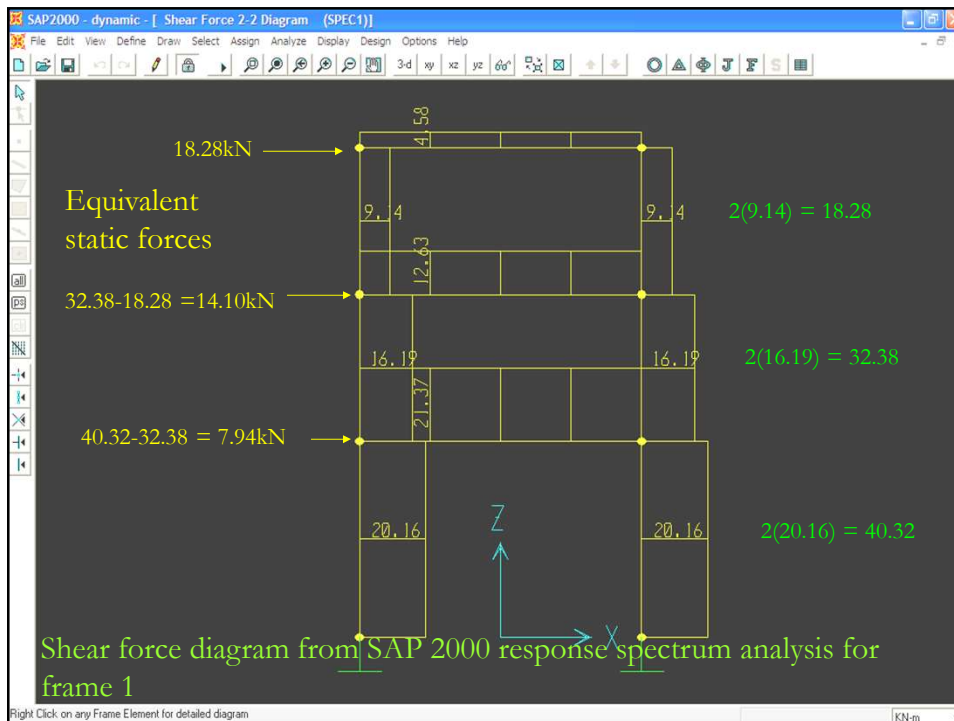 SAP2000 - dynamic - [ Shear Force 2-2 Diagram (SPEC1)]
File Edit View Define Draw Select Assign Analyze Display Design Options Help
3-d xy xz yz
J F S
4.58
18.28kN
Equivalent
static forces
9.14
9.14
2(9.14) = 18.28
12.63
all
32.38-18.28 =14.10kN
ps
16.19
16.19
2(16.19) = 32.38
21.37
40.32-32.38 = 7.94kN
20.16
20.16
2(20.16) = 40.32
Z
X
Shear force diagram from SAP 2000 response spectrum analysis for
frame 1
Right Click on any Frame Element for detailed diagram
KN-m